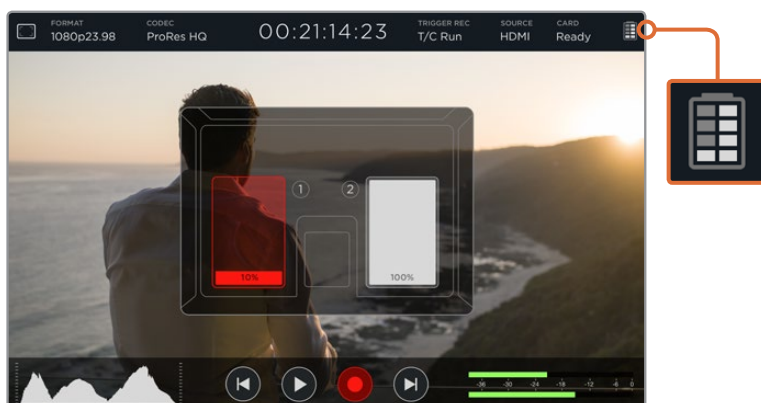 FORMAT CODEC TRIGGER REC SOURCE CARD
1080p23.98 ProRes HQ 00:21:14:23 T/C Run HDMI Ready
1 2
10% 100%
-36 -30 -24 -18 -12 -6 0